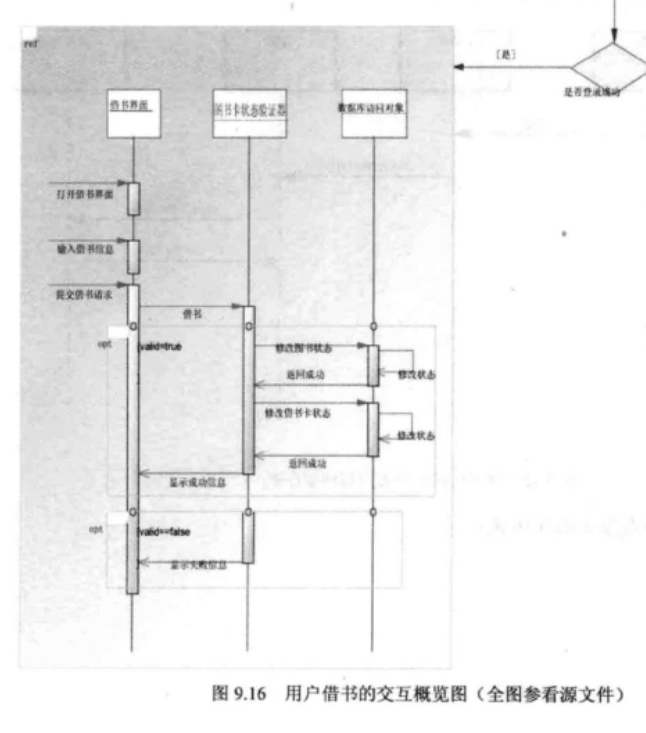 ref
[是]
是否登录成功
借书界面
图书卡状态验证器
数据库访问对象
打开借书界面
输入借书信息
提交借书请求
借书
opt
[valid=true
修改图书状态
修改状态
返回成功
修改借书卡状态
修改状态
返回成功
显示成功信息
opt
[valid==false
显示失败信息
图 9.16 用户借书的交互概览图（全图参看源文件）